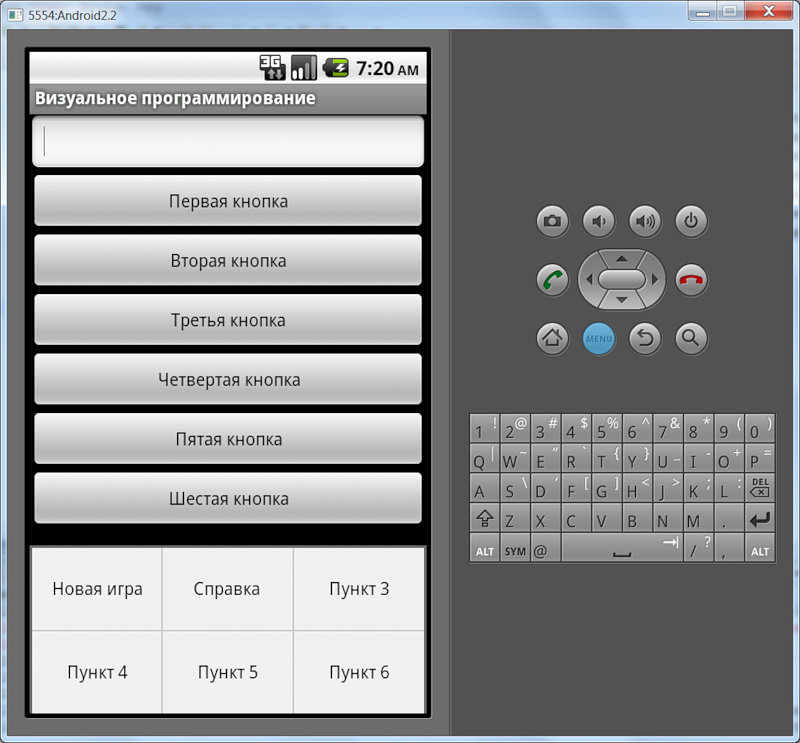 5554:Android2.2
3G
7:20 AM
Визуальное программирование
Первая кнопка
Вторая кнопка
Третья кнопка
Четвертая кнопка
Пятая кнопка
Шестая кнопка
Новая игра Справка Пункт 3
Пункт 4 Пункт 5 Пункт 6
MENU
1 ! 2 @ 3 # 4 $ 5 % 6 ^ 7 & 8 * 9 ( 0 )
Q | W ~ E “ R ` T { Y } U _ I - O + P =
A S \ D ‘ F [ G ] H < J > K ; L : DEL
Z X C V B N M .
ALT SYM @ / ? , ALT